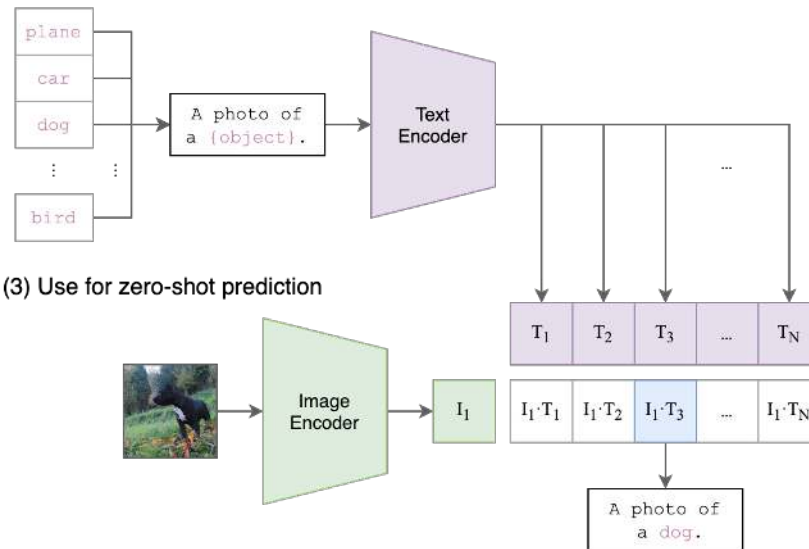 plane
car
dog
⋮ ⋮
bird
A photo of
a {object}.
Text
Encoder
...
(3) Use for zero-shot prediction
T1 T2 T3 ... TN
Image
Encoder
I1
I1·T1 I1·T2 I1·T3 ... I1·TN
A photo of
a dog.